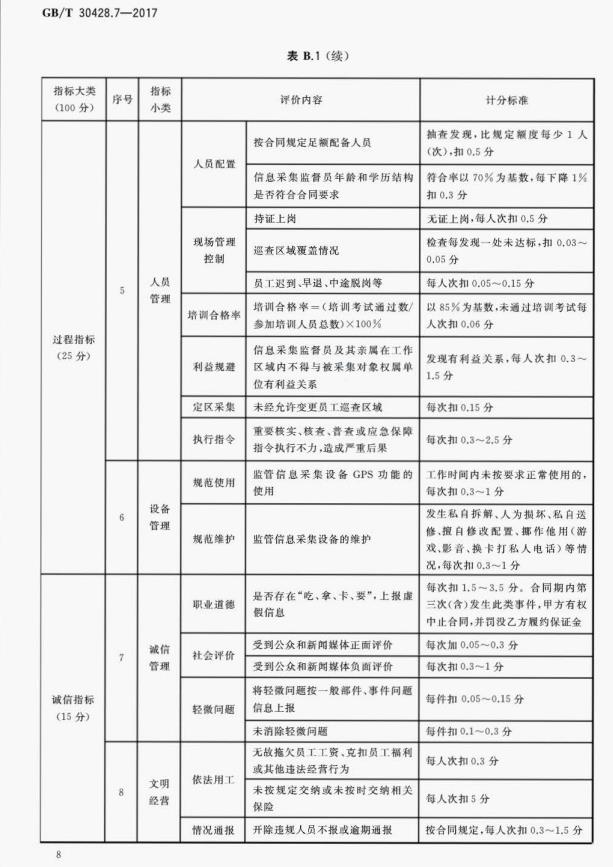 GB/T 30428.7—2017
表 B.1（续）
指标大类
（100 分）
序号
指标
小类
评价内容
计分标准
过程指标
（25 分）
5
人员
管理
人员配置
按合同规定足额配备人员
抽查发现,比规定额度每少 1 人
（次）,扣 0.5 分
信息采集监督员年龄和学历结构
是否符合合同要求
符合率以 70%为基数,每下降 1%
扣 0.3 分
现场管理
控制
持证上岗
无证上岗,每人次扣 0.5 分
巡查区域覆盖情况
检查每发现一处未达标,扣 0.03～
0.05 分
员工迟到、早退、中途脱岗等
每人次扣 0.05～0.15 分
培训合格率
培训合格率=（培训考试通过数/
参加培训人员总数）×100%
以 85%为基数,未通过培训考试每
人次扣 0.06 分
利益规避
信息采集监督员及其亲属在工作
区域内不得与被采集对象权属单
位有利益关系
发现有利益关系,每人次扣 0.3～
1.5 分
定区采集
未经允许变更员工巡查区域
每次扣 0.15 分
执行指令
重要核实、核查、普查或应急保障
指令执行不力,造成严重后果
每次扣 0.3～2.5 分
6
设备
管理
规范使用
监管信息采集设备 GPS 功能的
使用
工作时间内未按要求正常使用的,
每次扣 0.3～1 分
规范维护
监管信息采集设备的维护
发生私自拆解、人为损坏、私自送
修、擅自修改配置、挪作他用（游
戏、影音、换卡打私人电话）等情
况,每次扣 0.3～1 分
诚信指标
（15 分）
7
诚信
管理
职业道德
是否存在“吃、拿、卡、要”,上报虚
假信息
每次扣 1.5～3.5 分。合同期内第
三次(含)发生此类事件,甲方有权
中止合同,并罚没乙方履约保证金
社会评价
受到公众和新闻媒体正面评价
每次加 0.05～0.3 分
受到公众和新闻媒体负面评价
每次扣 0.3～1 分
轻微问题
将轻微问题按一般部件、事件问题
信息上报
每件扣 0.05～0.15 分
未消除轻微问题
每件扣 0.1～0.3 分
8
文明
经营
依法用工
无故拖欠员工工资、克扣员工福利
或其他违法经营行为
每人次扣 0.3 分
未按规定交纳或未按时交纳相关
保险
每人次扣 5 分
情况通报
开除违规人员不报或逾期通报
按合同规定,每人次扣 0.3～1.5 分
8